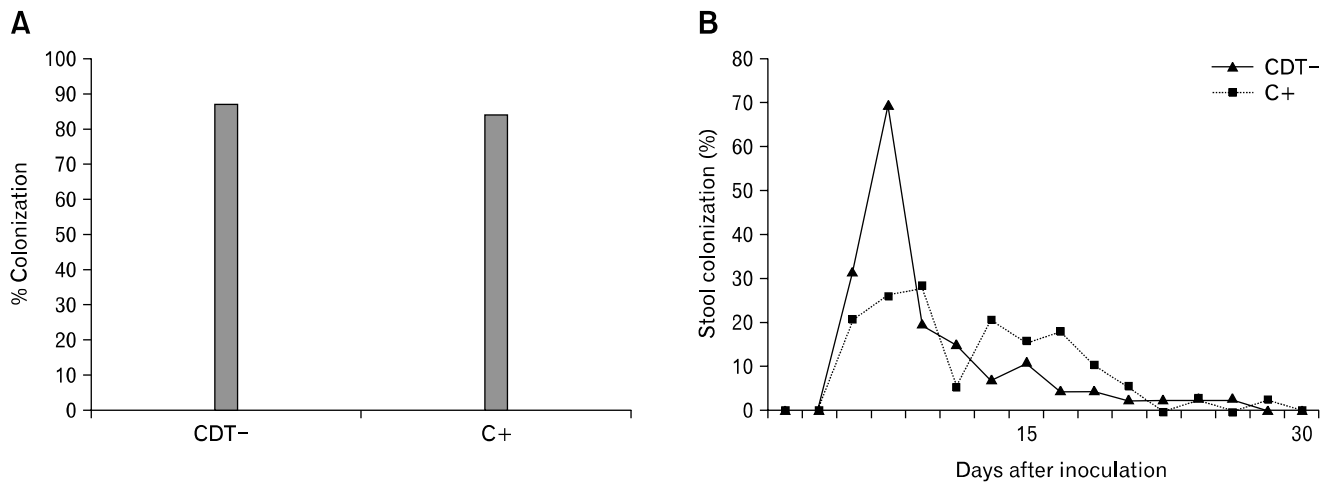 A
% Colonization
100
90
80
70
60
50
40
30
20
10
0
CDT−
C+
B
Stool colonization (%)
80
70
60
50
40
30
20
10
0
CDT−
C+
15
30
Days after inoculation